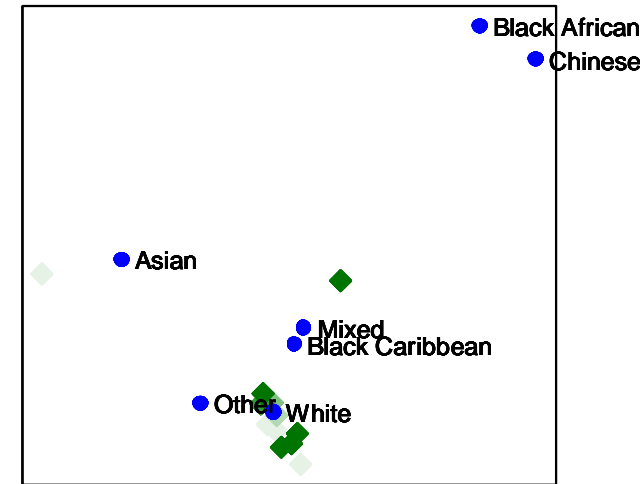 Black African
Chinese
Asian
Mixed
Black Caribbean
Other
White